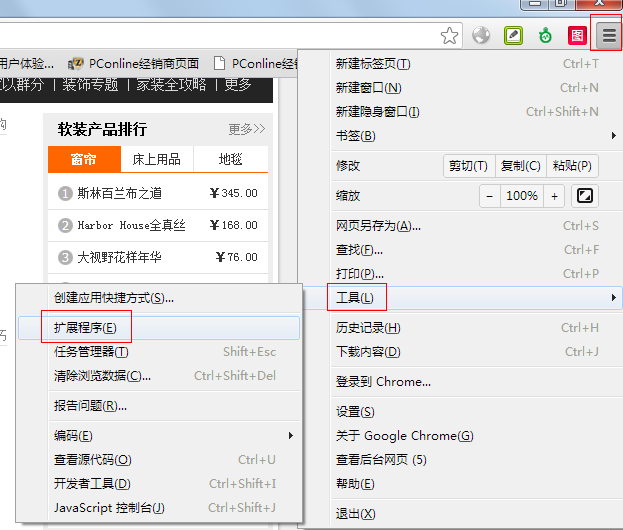 用户体验... PConline经销商页面 PConline经销
以群分 | 装饰专题 | 家装全攻略 | 更多
购
软装产品排行 更多>>
窗帘 床上用品 地毯
1 斯林百兰布之道 ¥345.00
2 Harbor House全真丝 ¥168.00
3 大视野花样年华 ¥76.00
巧
图
新建标签页(T) Ctrl+T
新建窗口(N) Ctrl+N
新建隐身窗口(I) Ctrl+Shift+N
书签(B)
修改 剪切(T) 复制(C) 粘贴(P)
缩放 − 100% +
网页另存为(A)... Ctrl+S
查找(F)... Ctrl+F
打印(P)... Ctrl+P
工具(L)
历史记录(H) Ctrl+H
下载内容(D) Ctrl+J
登录到 Chrome...
设置(S)
关于 Google Chrome(G)
查看后台网页 (5)
帮助(E)
退出(X)
创建应用快捷方式(S)...
扩展程序(E)
任务管理器(T) Shift+Esc
清除浏览数据(C)... Ctrl+Shift+Del
报告问题(R)...
编码(E)
查看源代码(O) Ctrl+U
开发者工具(D) Ctrl+Shift+I
JavaScript 控制台(J) Ctrl+Shift+J